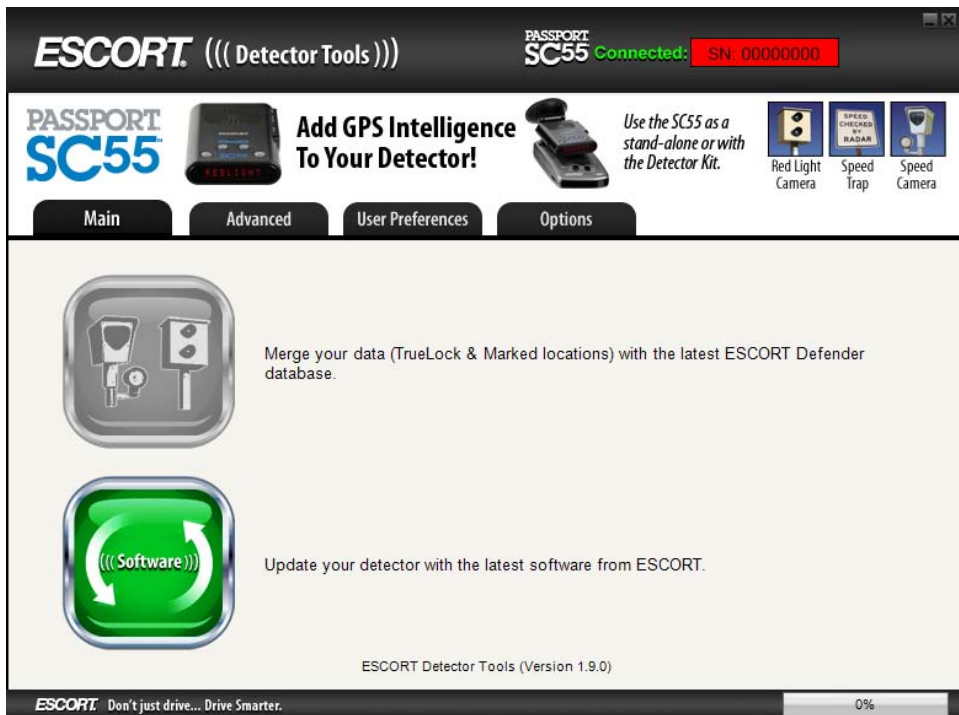 ESCORT. ((( Detector Tools )))
PASSPORT
SC55 Connected: SN: 00000000
PASSPORT
SC55™
REDLIGHT
Add GPS Intelligence
To Your Detector!
Use the SC55 as a
stand-alone or with
the Detector Kit.
SPEED
CHECKED
BY
RADAR
Red Light
Camera
Speed
Trap
Speed
Camera
Main
Advanced
User Preferences
Options
Merge your data (TrueLock & Marked locations) with the latest ESCORT Defender
database.
((( Software )))
Update your detector with the latest software from ESCORT.
ESCORT Detector Tools (Version 1.9.0)
ESCORT. Don't just drive... Drive Smarter.
0%